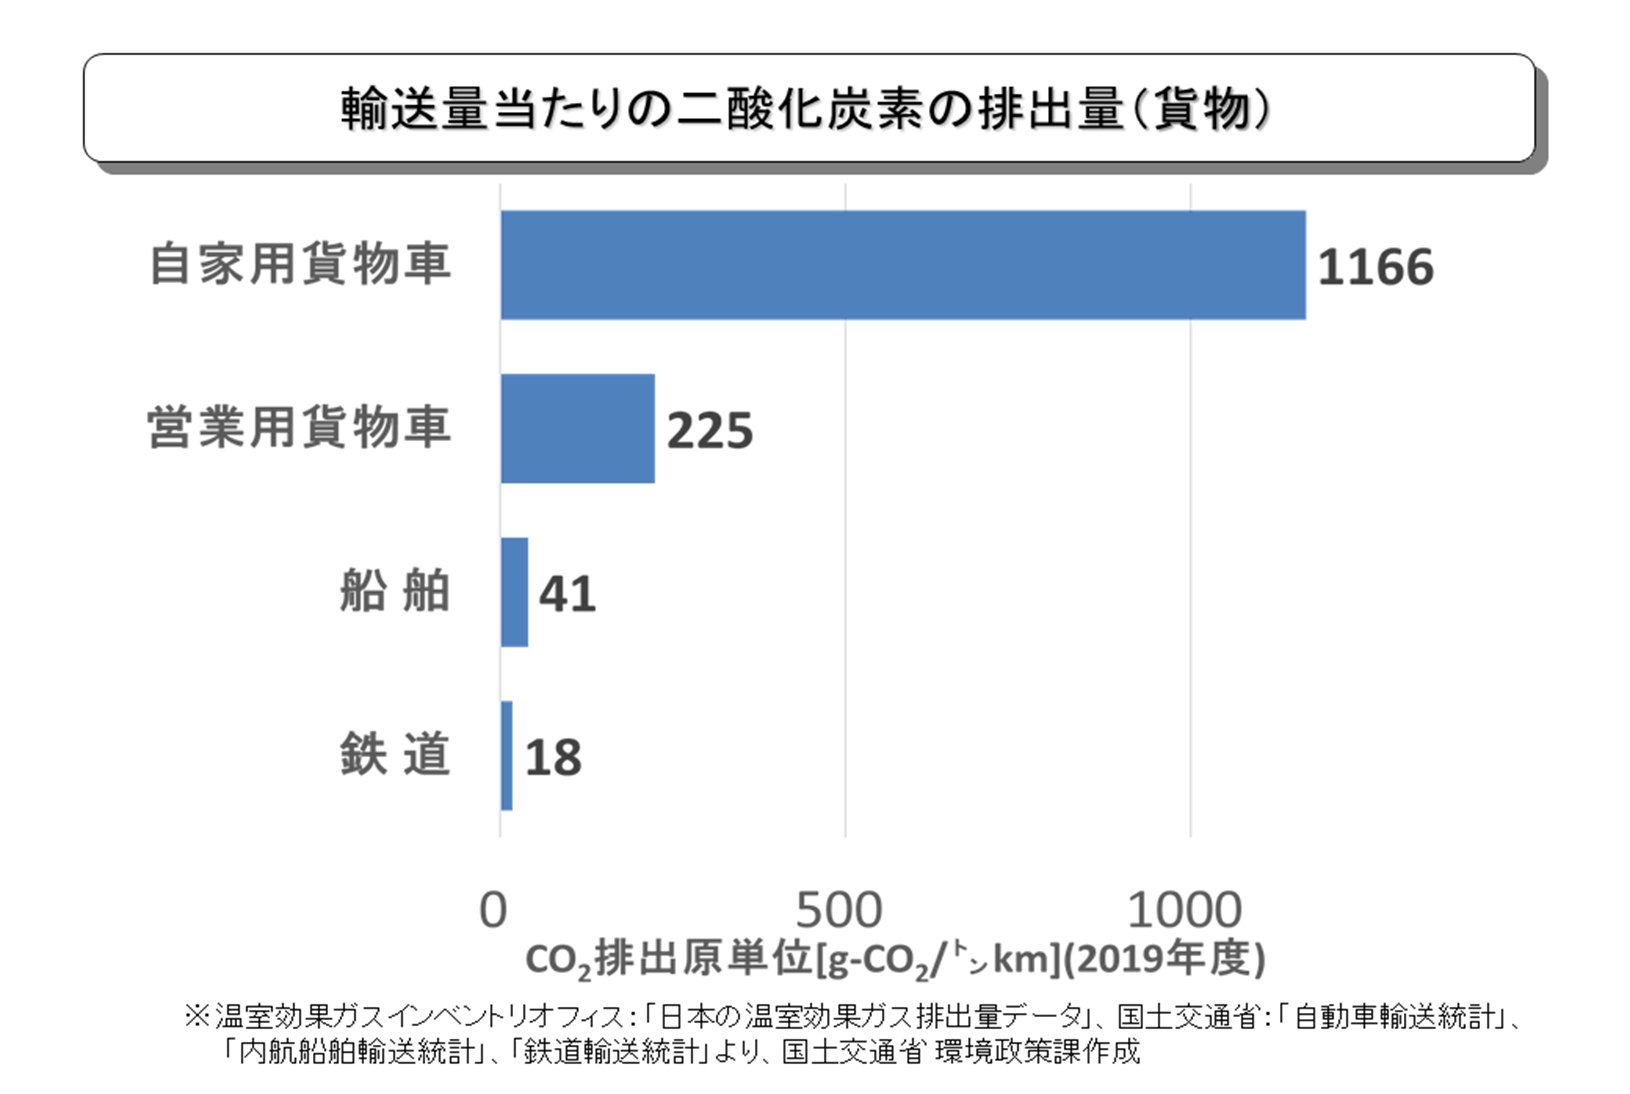 輸送量当たりの二酸化炭素の排出量（貨物）
自家用貨物車
1166
営業用貨物車
225
船 舶
41
鉄 道
18
0 500 1000
CO₂排出原単位[g-CO₂/㌧km](2019年度)
※温室効果ガスインベントリオフィス：「日本の温室効果ガス排出量データ」、国土交通省：「自動車輸送統計」、
「内航船舶輸送統計」、「鉄道輸送統計」より、国土交通省 環境政策課作成